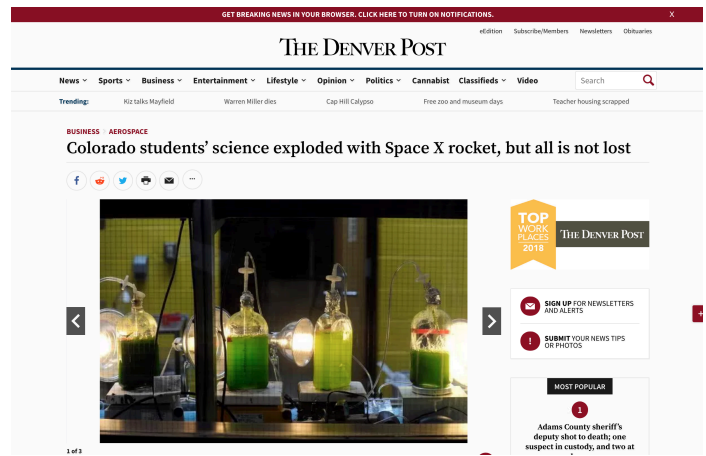 GET BREAKING NEWS IN YOUR BROWSER. CLICK HERE TO TURN ON NOTIFICATIONS.
X
eEdition Subscribe/Members Newsletters Obituaries
THE DENVER POST
News Sports Business Entertainment Lifestyle Opinion Politics Cannabist Classifieds Video
Search
Trending: Kiz talks Mayfield Warren Miller dies Cap Hill Calypso Free zoo and museum days Teacher housing scrapped
BUSINESS AEROSPACE
Colorado students' science exploded with Space X rocket, but all is not lost
TOP
WORK
PLACES
2018
THE DENVER POST
SIGN UP FOR NEWSLETTERS
AND ALERTS
SUBMIT YOUR NEWS TIPS
OR PHOTOS
MOST POPULAR
1
Adams County sheriff's
deputy shot to death; one
suspect in custody, and two at
1 of 3